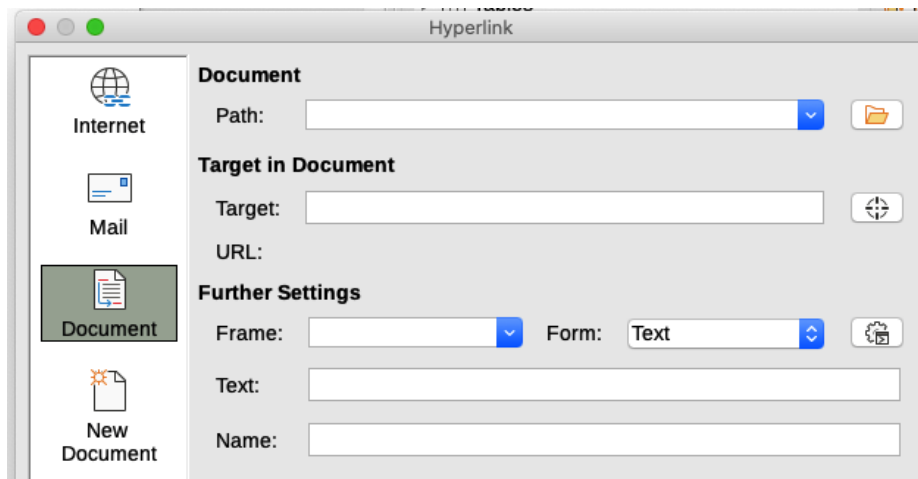 Hyperlink
Internet
Mail
Document
New
Document
Document
Path:
Target in Document
Target:
URL:
Further Settings
Frame:
Form:
Text
Text:
Name: